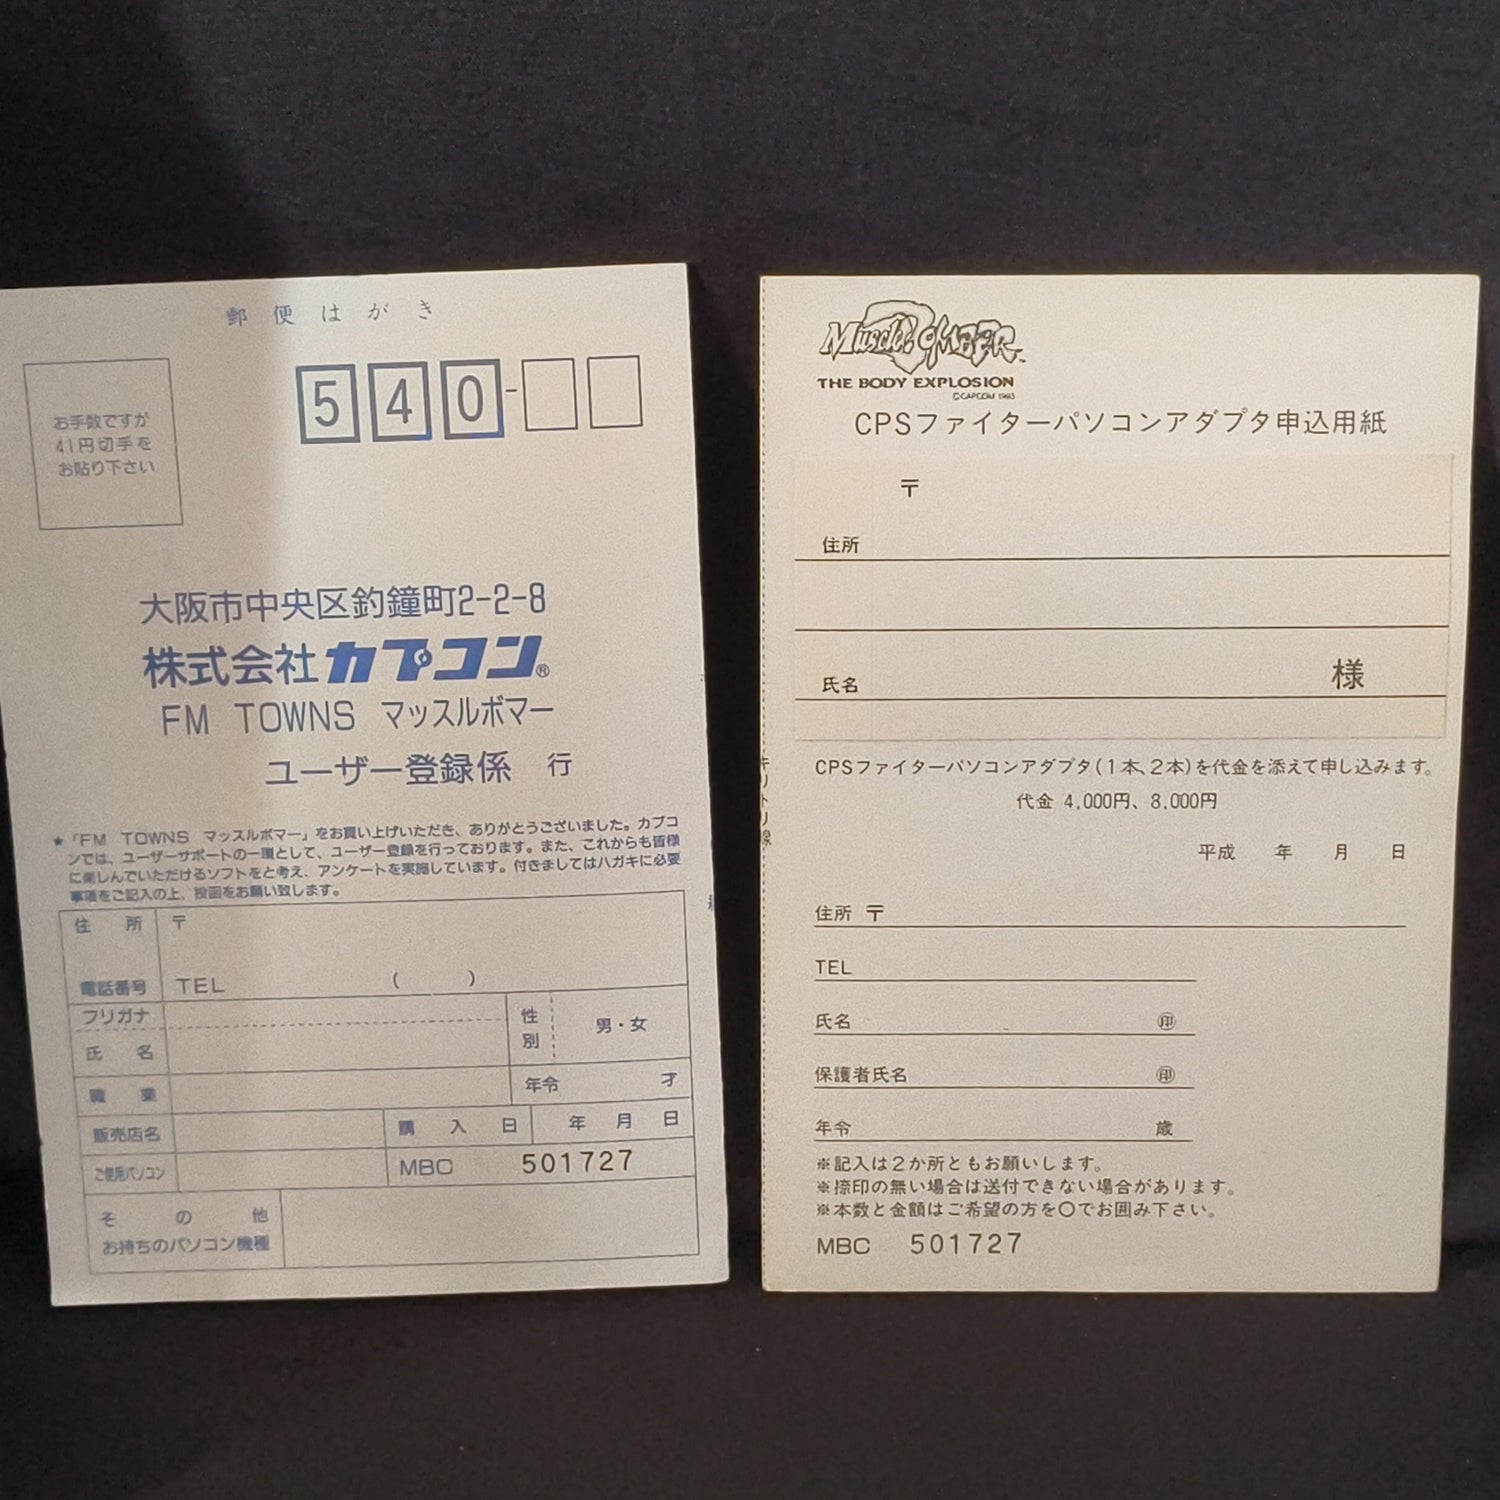 郵便はがき
お手数ですが
41円切手を
お貼り下さい
540-
大阪市中央区釣鐘町2-2-8
株式会社カプコン®
FM TOWNS マッスルボマー
ユーザー登録係 行
★「FM TOWNS マッスルボマー」をお買い上げいただき、ありがとうございました。カプコ
ンでは、ユーザーサポートの一環として、ユーザー登録を行っております。また、これからも皆様
に楽しんでいただけるソフトをと考え、アンケートを実施しています。付きましてはハガキに必要
事項をご記入の上、投函をお願い致します。
住所 〒
電話番号 TEL ( )
フリガナ
氏名
性別 男・女
職業
年令 才
販売店名
購入日 年 月 日
ご使用パソコン
MBC 501727
その他
お持ちのパソコン機種
Muscle Bomber™
THE BODY EXPLOSION
©CAPCOM 1993
CPSファイターパソコンアダプタ申込用紙
〒
住所
氏名 様
CPSファイターパソコンアダプタ(1本、2本)を代金を添えて申し込みます。
代金 4,000円、8,000円
キリトリ線
平成 年 月 日
住所 〒
TEL
氏名 ㊞
保護者氏名 ㊞
年令 歳
※記入は2か所ともお願いします。
※捺印の無い場合は送付できない場合があります。
※本数と金額はご希望の方を〇でお囲み下さい。
MBC 501727